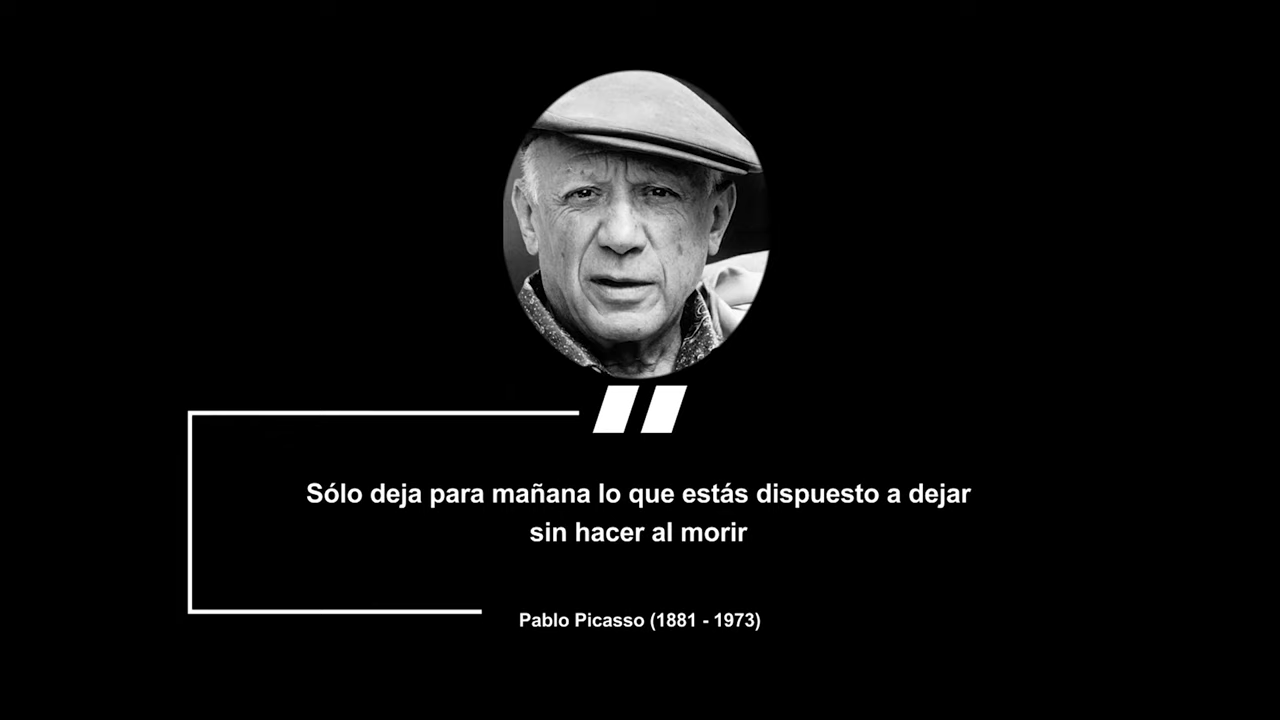 Sólo deja para mañana lo que estás dispuesto a dejar
sin hacer al morir
Pablo Picasso (1881 - 1973)